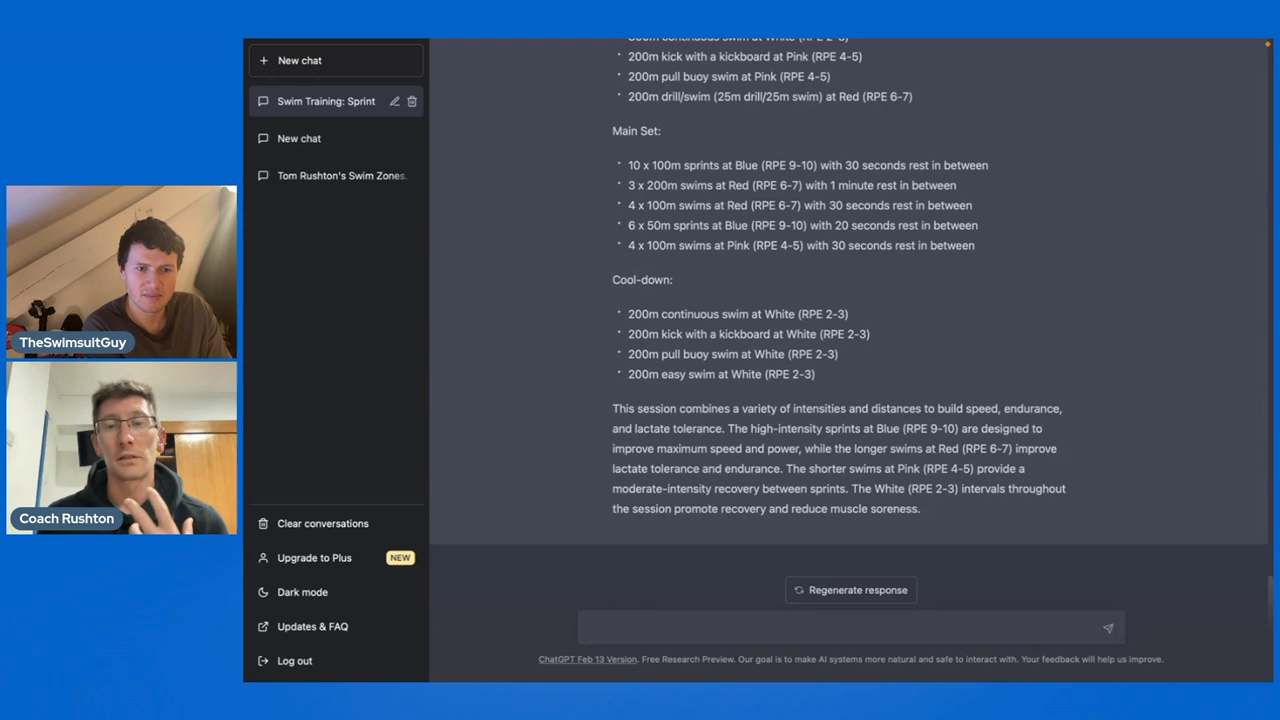 New chat
Swim Training: Sprint
New chat
Tom Rushton's Swim Zones.
Clear conversations
Upgrade to Plus NEW
Dark mode
Updates & FAQ
Log out
TheSwimsuitGuy
Coach Rushton
200m kick with a kickboard at Pink (RPE 4-5)
200m pull buoy swim at Pink (RPE 4-5)
200m drill/swim (25m drill/25m swim) at Red (RPE 6-7)
Main Set:
10 x 100m sprints at Blue (RPE 9-10) with 30 seconds rest in between
3 x 200m swims at Red (RPE 6-7) with 1 minute rest in between
4 x 100m swims at Red (RPE 6-7) with 30 seconds rest in between
6 x 50m sprints at Blue (RPE 9-10) with 20 seconds rest in between
4 x 100m swims at Pink (RPE 4-5) with 30 seconds rest in between
Cool-down:
200m continuous swim at White (RPE 2-3)
200m kick with a kickboard at White (RPE 2-3)
200m pull buoy swim at White (RPE 2-3)
200m easy swim at White (RPE 2-3)
This session combines a variety of intensities and distances to build speed, endurance,
and lactate tolerance. The high-intensity sprints at Blue (RPE 9-10) are designed to
improve maximum speed and power, while the longer swims at Red (RPE 6-7) improve
lactate tolerance and endurance. The shorter swims at Pink (RPE 4-5) provide a
moderate-intensity recovery between sprints. The White (RPE 2-3) intervals throughout
the session promote recovery and reduce muscle soreness.
Regenerate response
ChatGPT Feb 13 Version. Free Research Preview. Our goal is to make AI systems more natural and safe to interact with. Your feedback will help us improve.